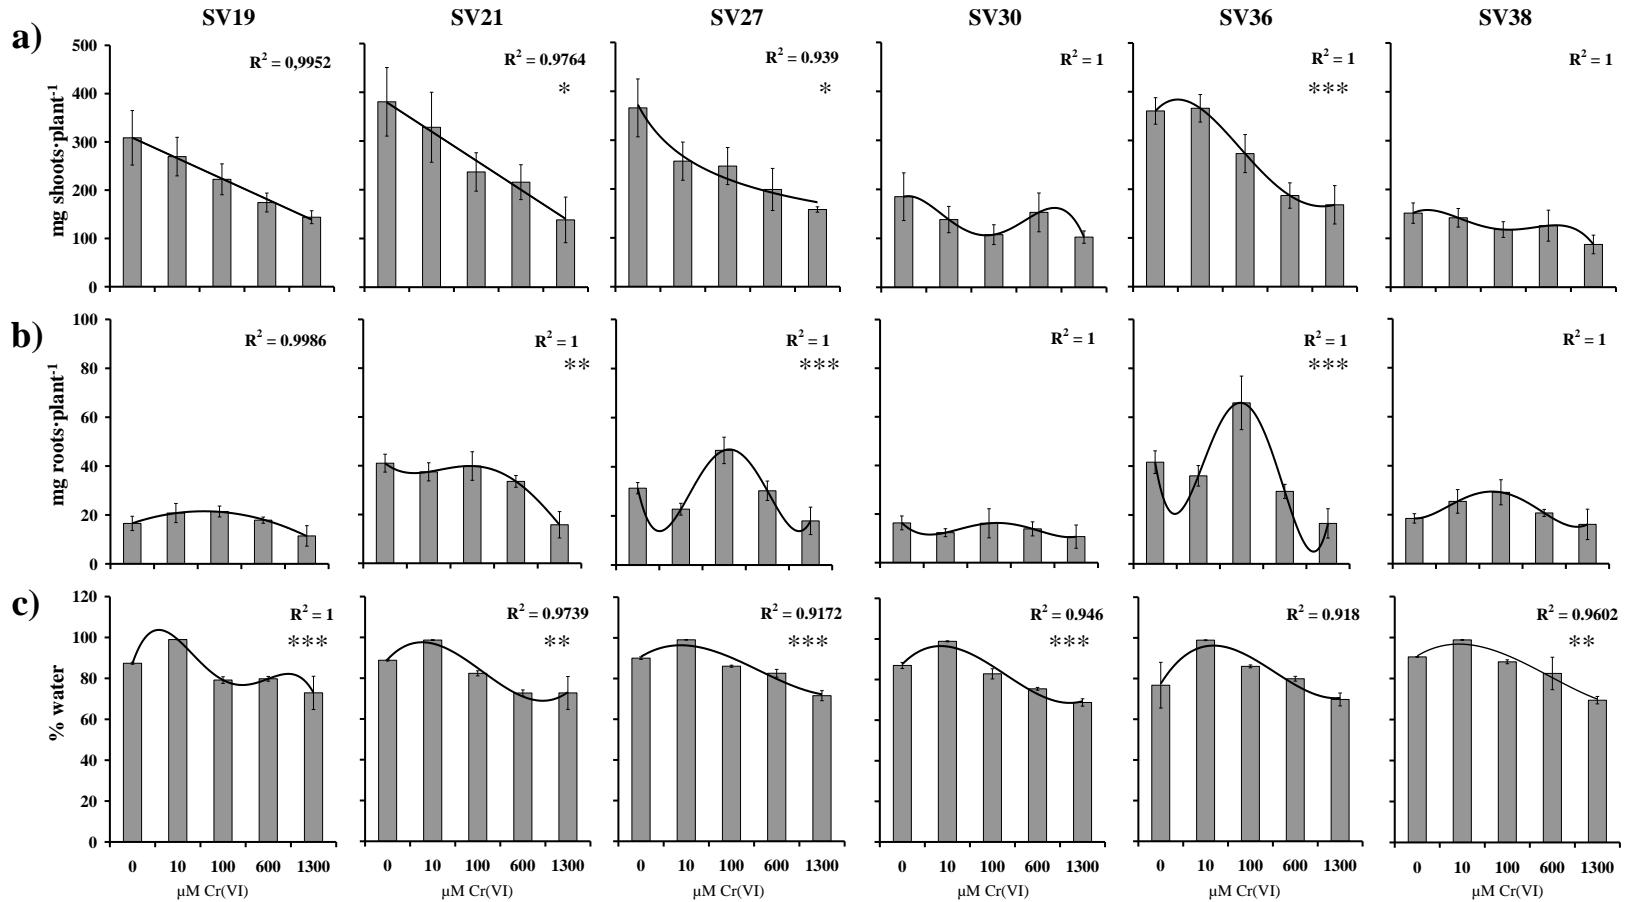 SV19 SV21 SV27 SV30 SV36 SV38
a)
mg shoots·plant-1
500
400
300
200
100
0
R2 = 0,9952
R2 = 0.9764
*
R2 = 0.939
*
R2 = 1
R2 = 1
***
R2 = 1
b)
mg roots·plant-1
100
80
60
40
20
0
R2 = 0.9986
R2 = 1
**
R2 = 1
***
R2 = 1
R2 = 1
***
R2 = 1
c)
% water
120
100
80
60
40
20
0
R2 = 1
***
R2 = 0.9739
**
R2 = 0.9172
***
R2 = 0.946
***
R2 = 0.918
R2 = 0.9602
**
0 10 100 600 1300 0 10 100 600 1300 0 10 100 600 1300 0 10 100 600 1300 0 10 100 600 1300 0 10 100 600 1300
µM Cr(VI) µM Cr(VI) µM Cr(VI) µM Cr(VI) µM Cr(VI) µM Cr(VI)